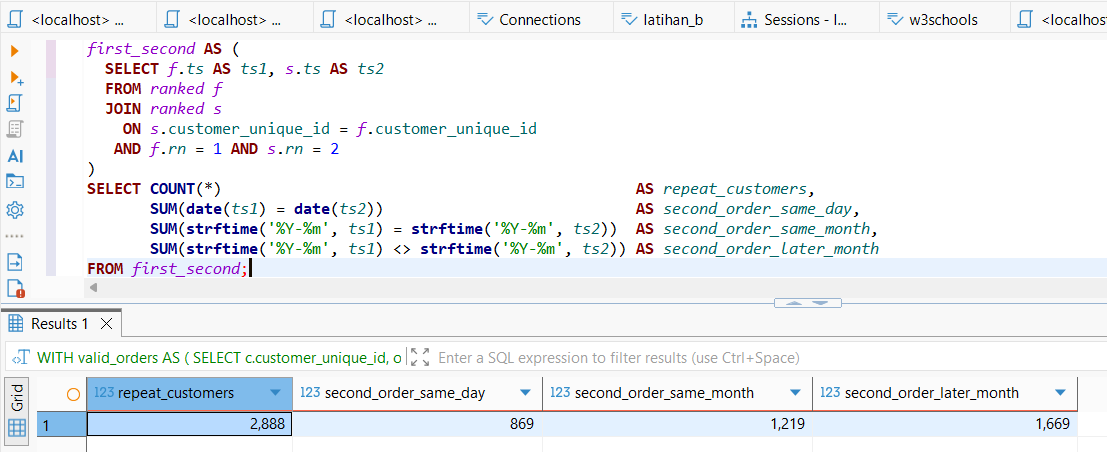 <localhost> ... <localhost> ... <localhost> ... Connections latihan_b Sessions - l... w3schools <localhos
first_second AS (
SELECT f.ts AS ts1, s.ts AS ts2
FROM ranked f
JOIN ranked s
ON s.customer_unique_id = f.customer_unique_id
AND f.rn = 1 AND s.rn = 2
)
SELECT COUNT(*) AS repeat_customers,
SUM(date(ts1) = date(ts2)) AS second_order_same_day,
SUM(strftime('%Y-%m', ts1) = strftime('%Y-%m', ts2)) AS second_order_same_month,
SUM(strftime('%Y-%m', ts1) <> strftime('%Y-%m', ts2)) AS second_order_later_month
FROM first_second;
AI
Results 1
WITH valid_orders AS ( SELECT c.customer_unique_id, o Enter a SQL expression to filter results (use Ctrl+Space)
Grid
123 repeat_customers 123 second_order_same_day 123 second_order_same_month 123 second_order_later_month
1 2,888 869 1,219 1,669